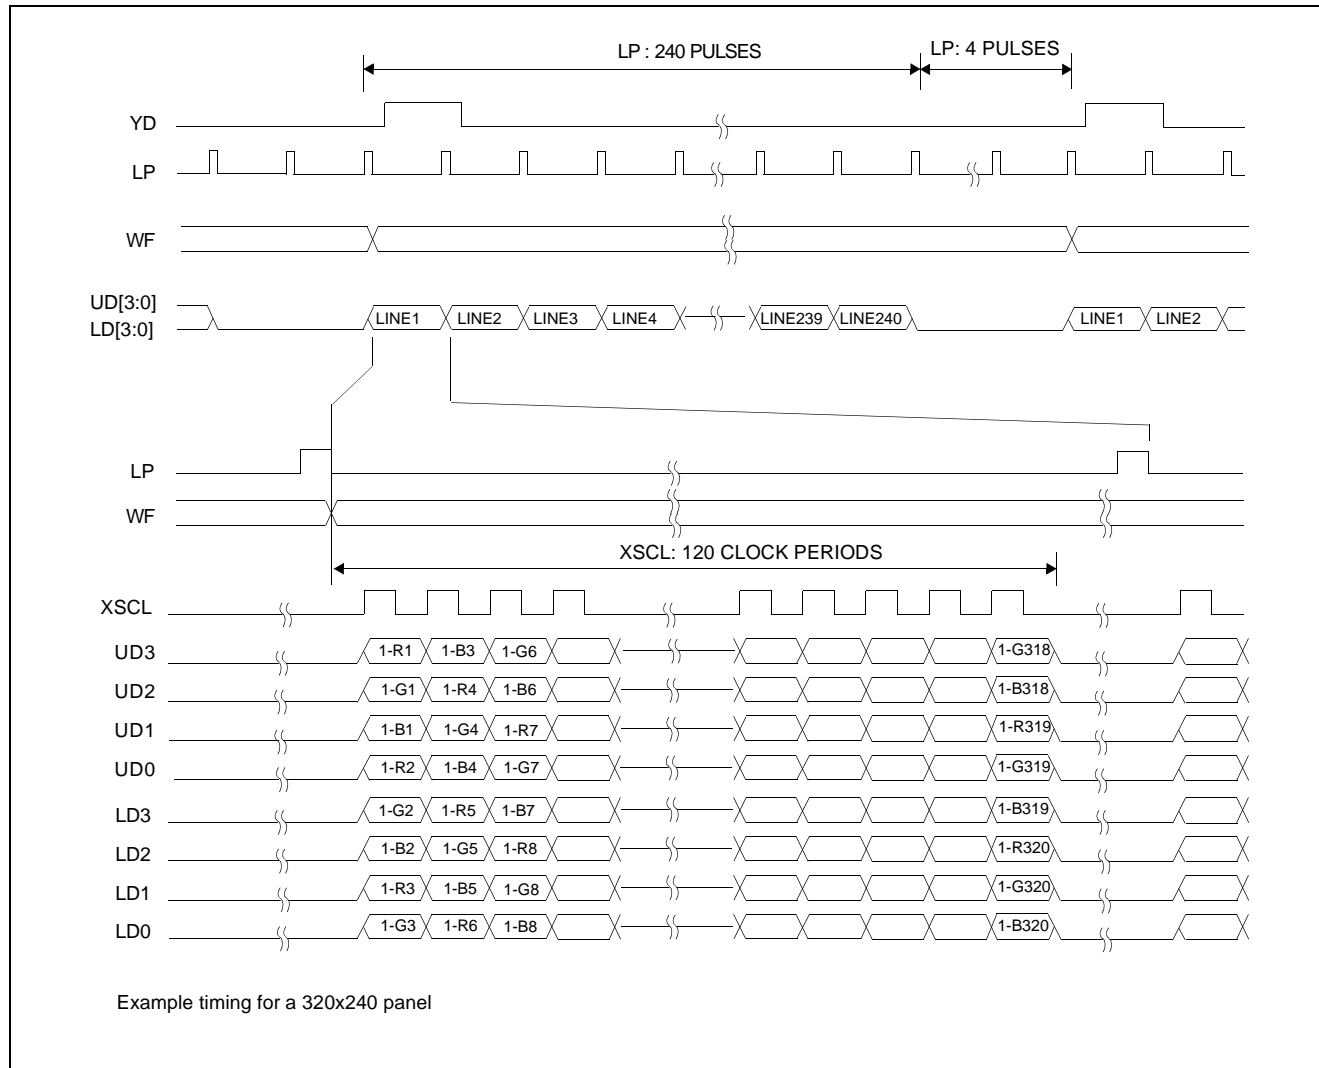 LP : 240 PULSES LP: 4 PULSES
YD
LP
WF
UD[3:0]
LD[3:0]
LINE1 LINE2 LINE3 LINE4 LINE239 LINE240 LINE1 LINE2
LP
WF
XSCL: 120 CLOCK PERIODS
XSCL
UD3 1-R1 1-B3 1-G6 1-G318
UD2 1-G1 1-R4 1-B6 1-B318
UD1 1-B1 1-G4 1-R7 1-R319
UD0 1-R2 1-B4 1-G7 1-G319
LD3 1-G2 1-R5 1-B7 1-B319
LD2 1-B2 1-G5 1-R8 1-R320
LD1 1-R3 1-B5 1-G8 1-G320
LD0 1-G3 1-R6 1-B8 1-B320
Example timing for a 320x240 panel